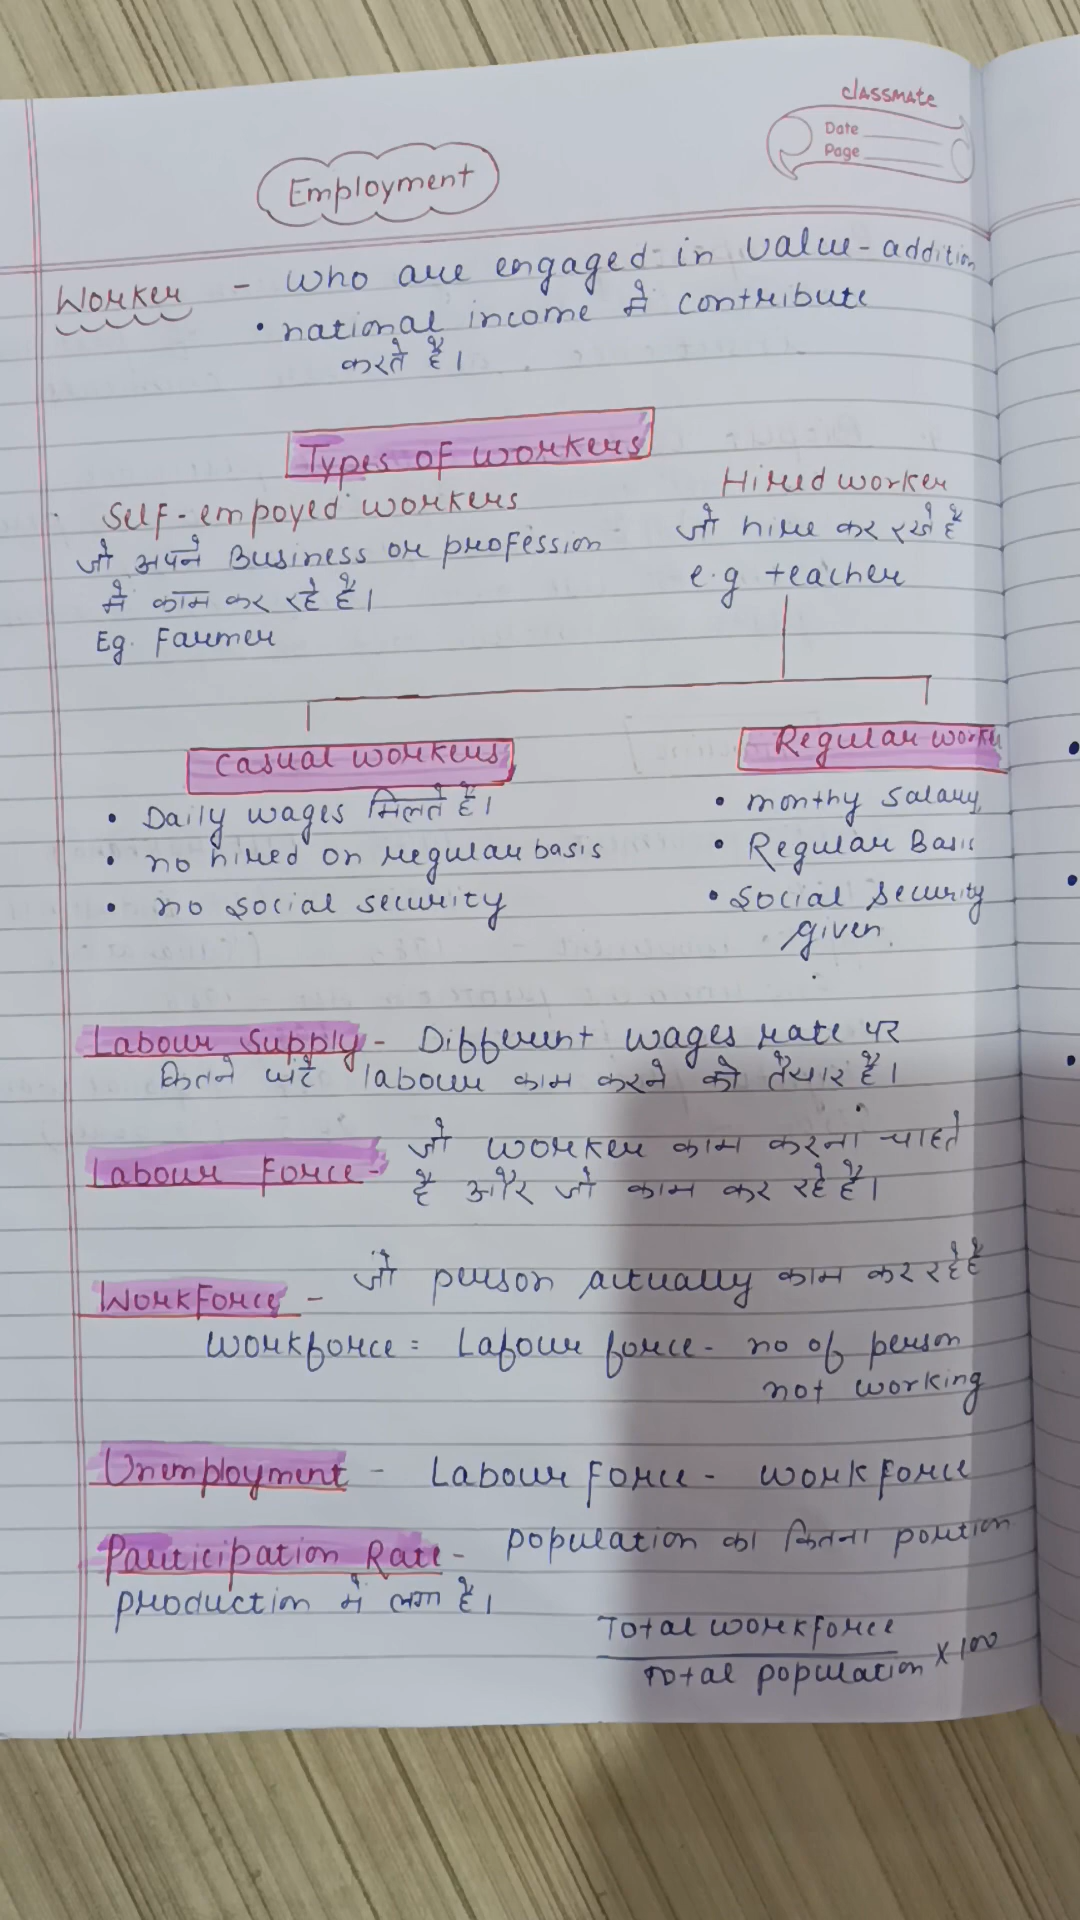 classmate
Date
Page
Employment
Worker - who are engaged in value-addition
• national income में contribute
करते है।
Types of workers
Self-empoyed workers
जो अपने Business or profession
में काम कर रहे है।
Eg. Farmer
Hired worker
जो hire कर रखे है
e.g teacher
Casual workers
• Daily wages मिलते है।
• no hired on regular basis
• no social security
Regular worke
• monthy salary
• Regular Basic
• Social Security
given.
Labour Supply - Different wages rate पर
कितने घंटे labour काम करने को तैयार है।
Labour Force - जो worker काम करना चाहते
है और जो काम कर रहे है।
Workforce - जो person actually काम कर रहे है
workforce = Labour force - no of person
not working
Unemployment - Labour Force - workforce
Participation Rate - population का कितना portion
production में लगा है।
Total workforce
Total population × 100